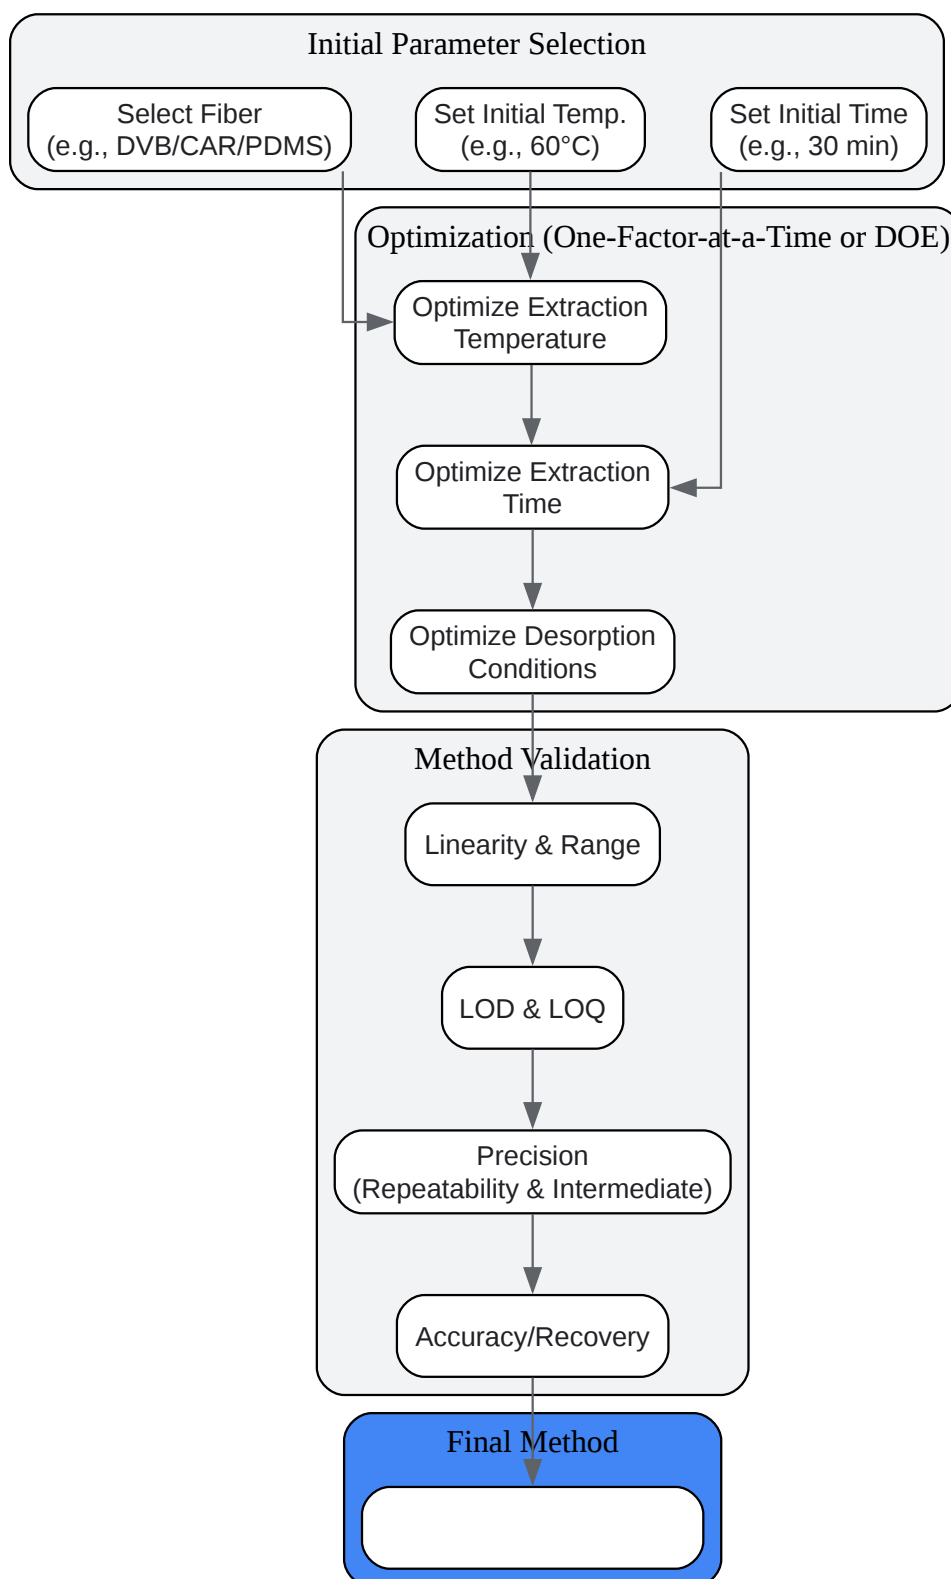 Initial Parameter Selection
Select Fiber
(e.g., DVB/CAR/PDMS)
Set Initial Temp.
(e.g., 60°C)
Set Initial Time
(e.g., 30 min)
Optimization (One-Factor-at-a-Time or DOE)
Optimize Extraction
Temperature
Optimize Extraction
Time
Optimize Desorption
Conditions
Method Validation
Linearity & Range
LOD & LOQ
Precision
(Repeatability & Intermediate)
Accuracy/Recovery
Final Method